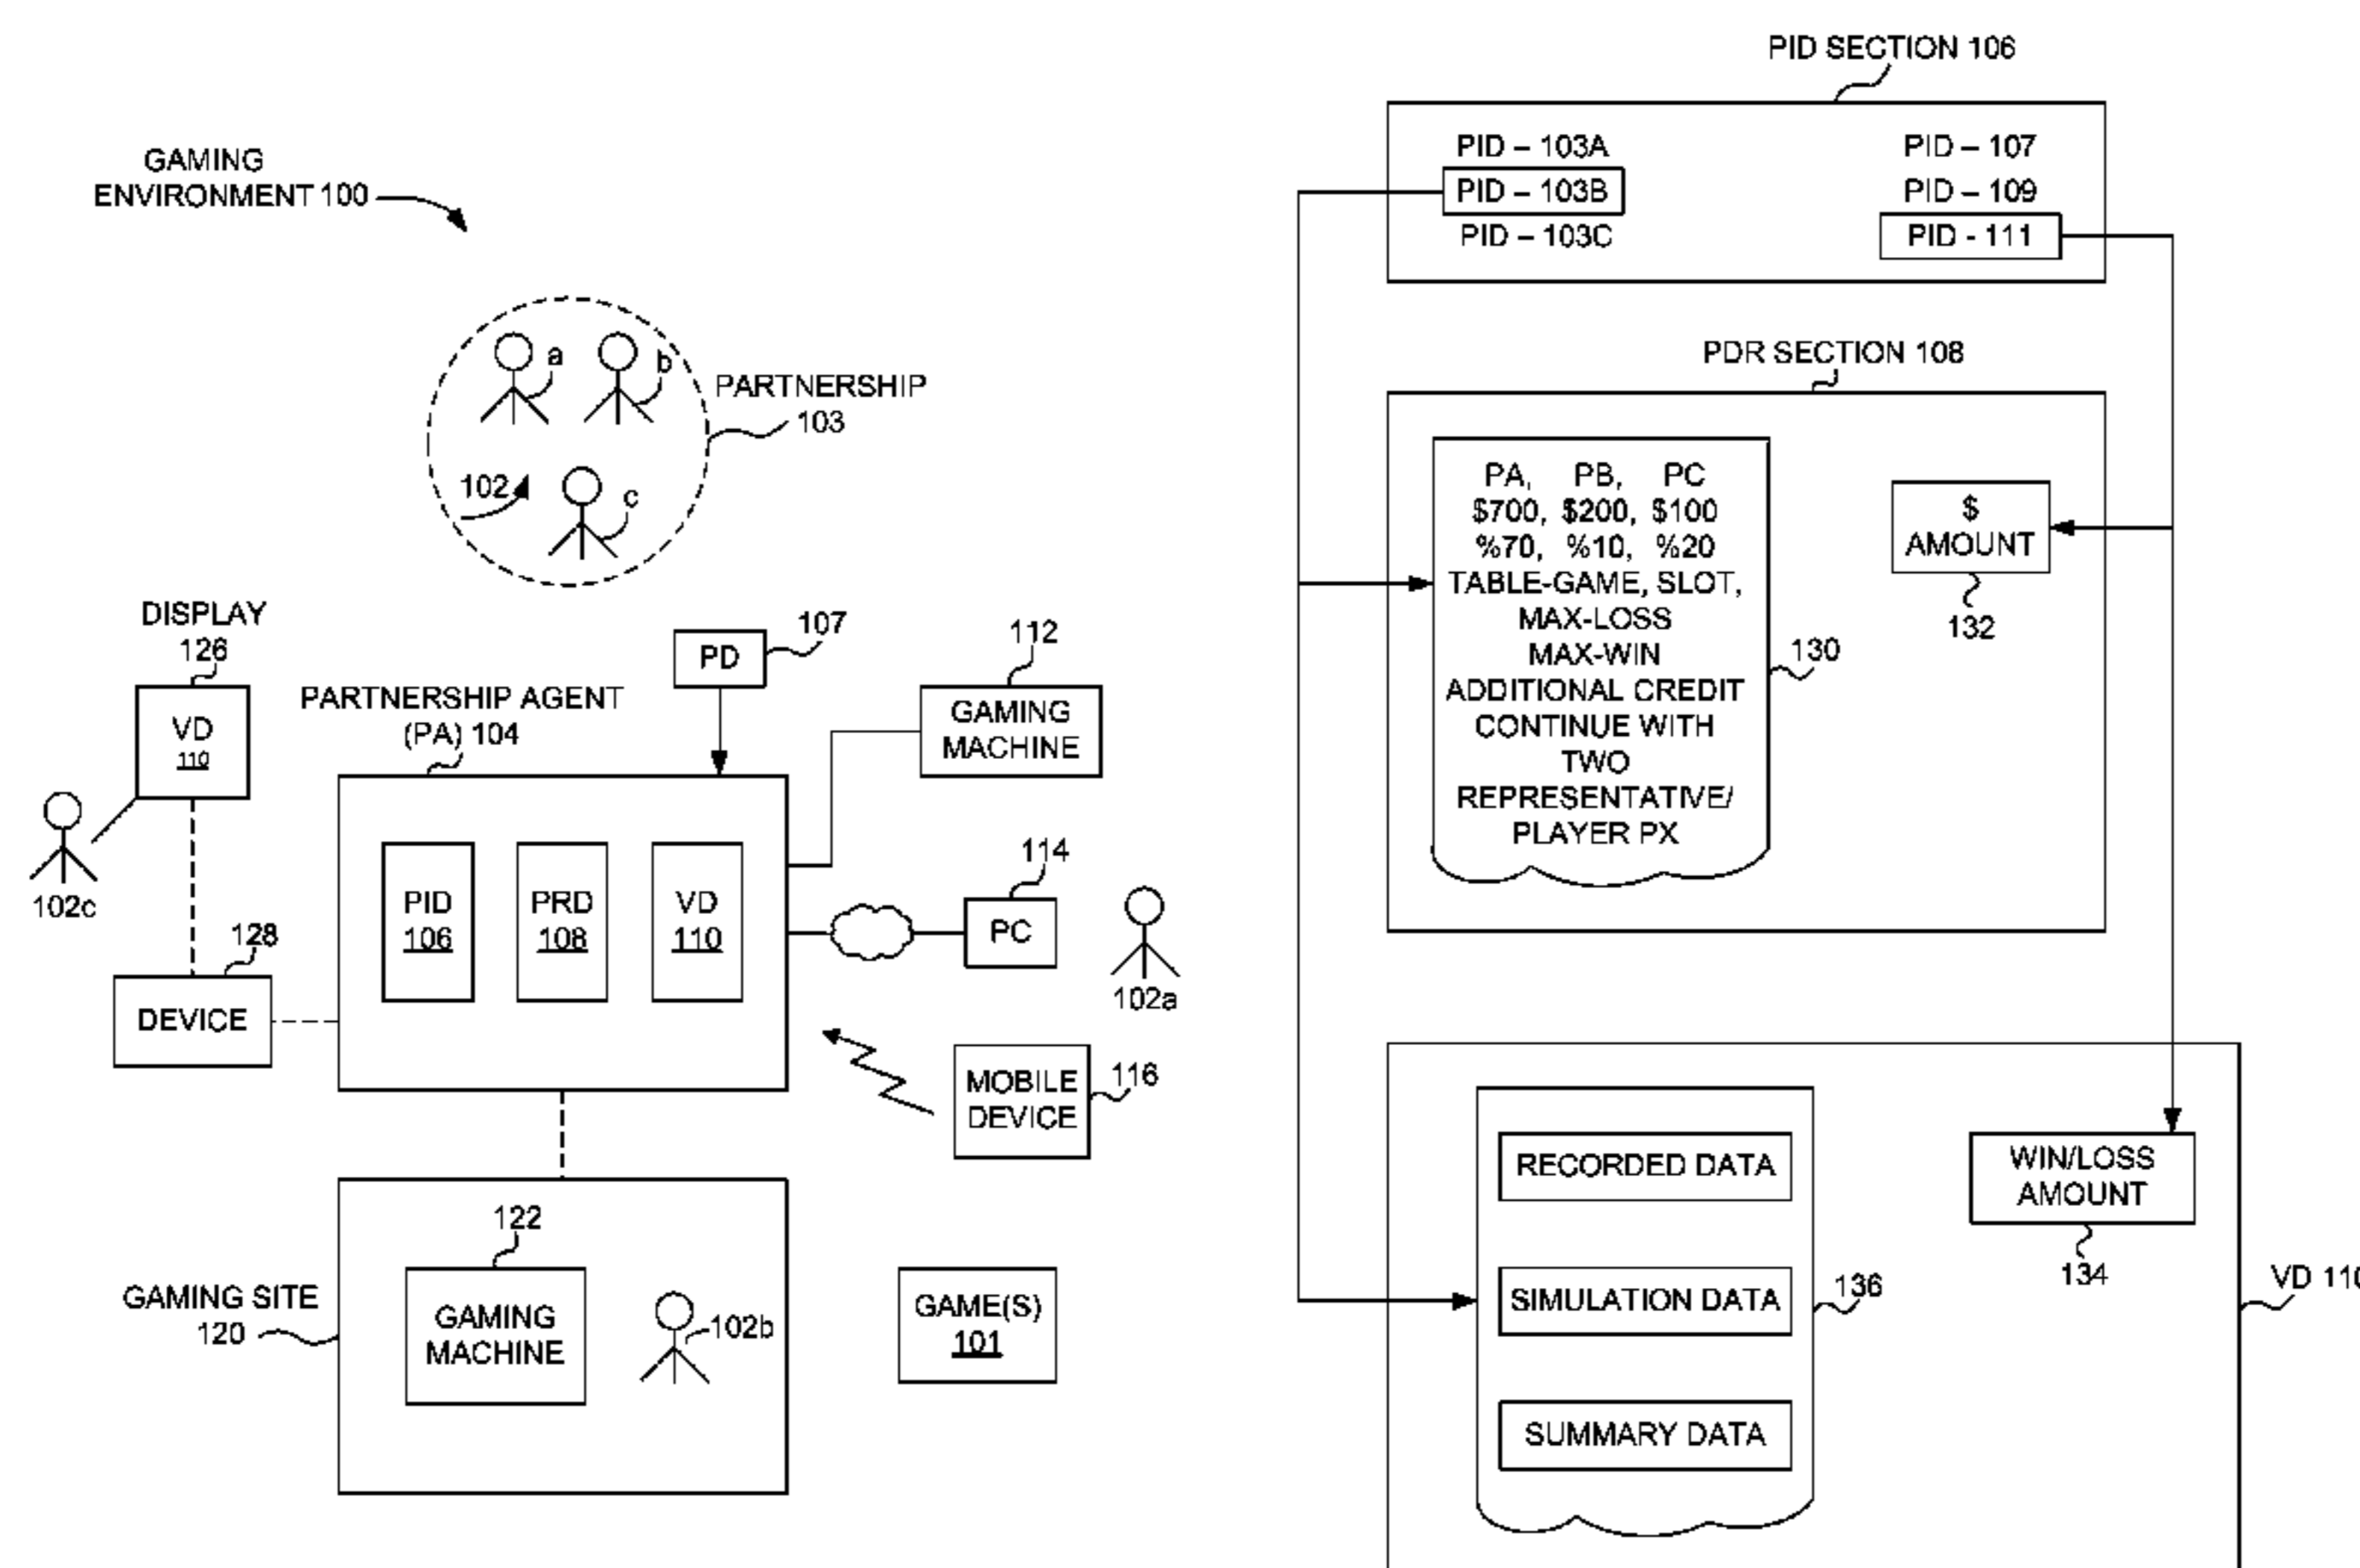 GAMING
ENVIRONMENT 100
a
b
PARTNERSHIP
103
102
c
DISPLAY
126
VD
110
102c
PARTNERSHIP AGENT
(PA) 104
PD
107
112
GAMING
MACHINE
PID
106
PRD
108
VD
110
114
PC
102a
128
DEVICE
MOBILE
DEVICE
116
GAMING SITE
120
122
GAMING
MACHINE
102b
GAME(S)
101
PID SECTION 106
PID – 103A
PID – 103B
PID – 103C
PID – 107
PID – 109
PID - 111
PDR SECTION 108
PA, PB, PC
$700, $200, $100
%70, %10, %20
TABLE-GAME, SLOT,
MAX-LOSS
MAX-WIN
ADDITIONAL CREDIT
CONTINUE WITH
TWO
REPRESENTATIVE/
PLAYER PX
130
$
AMOUNT
132
RECORDED DATA
SIMULATION DATA
SUMMARY DATA
136
WIN/LOSS
AMOUNT
134
VD 110